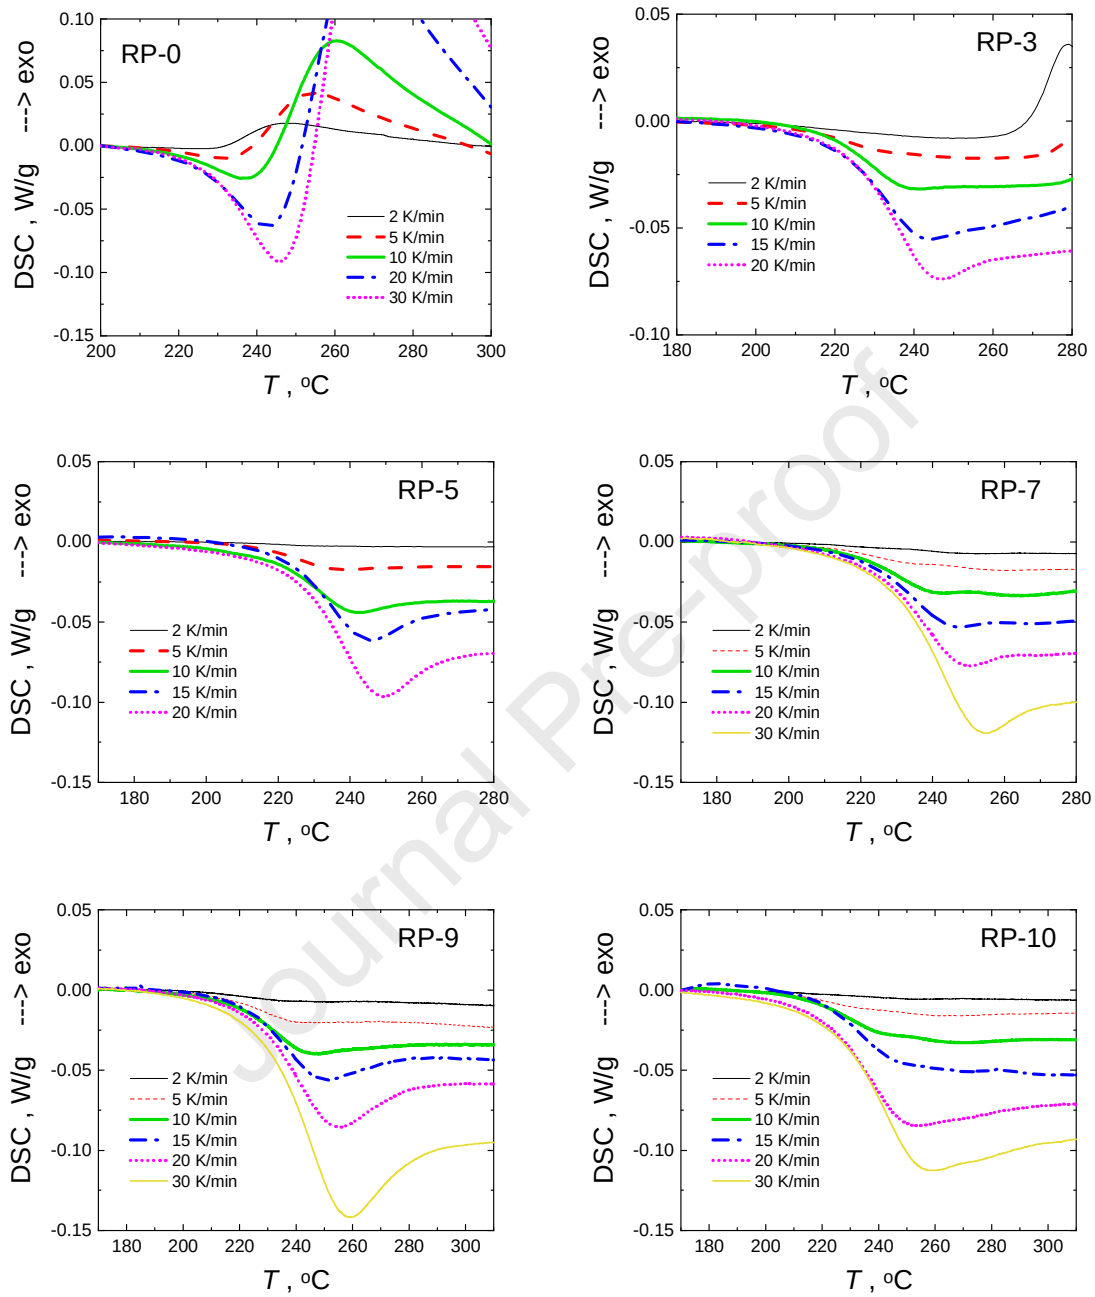 0.10
0.05
0.00
-0.05
-0.10
-0.15
200 220 240 260 280 300
DSC , W/g ---> exo
T , °C
RP-0
2 K/min
5 K/min
10 K/min
20 K/min
30 K/min
0.05
0.00
-0.05
-0.10
180 200 220 240 260 280
DSC , W/g ---> exo
T , °C
RP-3
2 K/min
5 K/min
10 K/min
15 K/min
20 K/min
0.05
0.00
-0.05
-0.10
-0.15
180 200 220 240 260 280
DSC , W/g ---> exo
T , °C
RP-5
2 K/min
5 K/min
10 K/min
15 K/min
20 K/min
0.05
0.00
-0.05
-0.10
-0.15
180 200 220 240 260 280
DSC , W/g ---> exo
T , °C
RP-7
2 K/min
5 K/min
10 K/min
15 K/min
20 K/min
30 K/min
0.05
0.00
-0.05
-0.10
-0.15
180 200 220 240 260 280 300
DSC , W/g ---> exo
T , °C
RP-9
2 K/min
5 K/min
10 K/min
15 K/min
20 K/min
30 K/min
0.05
0.00
-0.05
-0.10
-0.15
180 200 220 240 260 280 300
DSC , W/g ---> exo
T , °C
RP-10
2 K/min
5 K/min
10 K/min
15 K/min
20 K/min
30 K/min
Journal Pre-proof